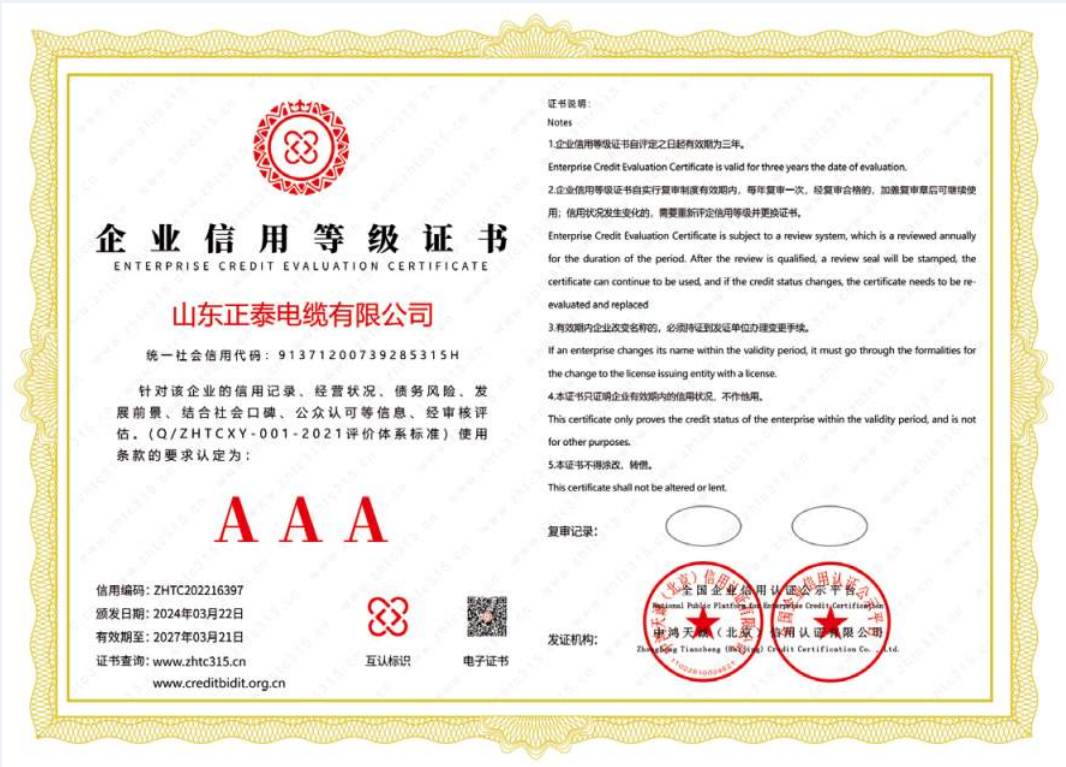 企业信用等级证书
ENTERPRISE CREDIT EVALUATION CERTIFICATE
山东正泰电缆有限公司
统一社会信用代码：91371200739285315H
针对该企业的信用记录、经营状况、债务风险、发
展前景、结合社会口碑、公众认可等信息、经审核评
估。(Q/ZHTCXY-001-2021评价体系标准）使用
条款的要求认定为：
AAA
信用编码：ZHTC202216397
颁发日期：2024年03月22日
有效期至：2027年03月21日
证书查询：www.zhtc315.cn
www.creditbidit.org.cn
互认标识
电子证书
证书说明：
Notes
1.企业信用等级证书自评定之日起有效期为三年。
Enterprise Credit Evaluation Certificate is valid for three years the date of evaluation.
2.企业信用等级证书自实行复审制度有效期内，每年复审一次，经复审合格的，加盖复审章后可继续使
用；信用状况发生变化的，需要重新评定信用等级并更换证书。
Enterprise Credit Evaluation Certificate is subject to a review system, which is a reviewed annually
for the duration of the period. After the review is qualified, a review seal will be stamped, the
certificate can continue to be used, and if the credit status changes, the certificate needs to be re-
evaluated and replaced
3.有效期内企业改变名称的，必须持证到发证单位办理变更手续。
If an enterprise changes its name within the validity period, it must go through the formalities for
the change to the license issuing entity with a license.
4.本证书只证明企业有效期内的信用状况，不作他用。
This certificate only proves the credit status of the enterprise within the validity period, and is not
for other purposes.
5.本证书不得涂改、转借。
This certificate shall not be altered or lent.
复审记录：
全国企业信用认证公示平台
National Public Platform for Enterprise Credit Certification
发证机构：
中鸿天 （北京）信用认证有限公司
Zhonghong Tiancheng (Beijing) Credit Certification Co. , Ltd.